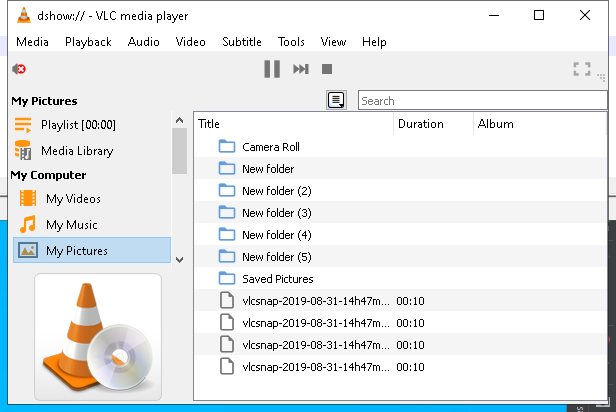 dshow:// - VLC media player
Media Playback Audio Video Subtitle Tools View Help
Search
My Pictures
Playlist [00:00]
Media Library
My Computer
My Videos
My Music
My Pictures
Title Duration Album
Camera Roll
New folder
New folder (2)
New folder (3)
New folder (4)
New folder (5)
Saved Pictures
vlcsnap-2019-08-31-14h47m... 00:10
vlcsnap-2019-08-31-14h47m... 00:10
vlcsnap-2019-08-31-14h47m... 00:10
vlcsnap-2019-08-31-14h47m... 00:10